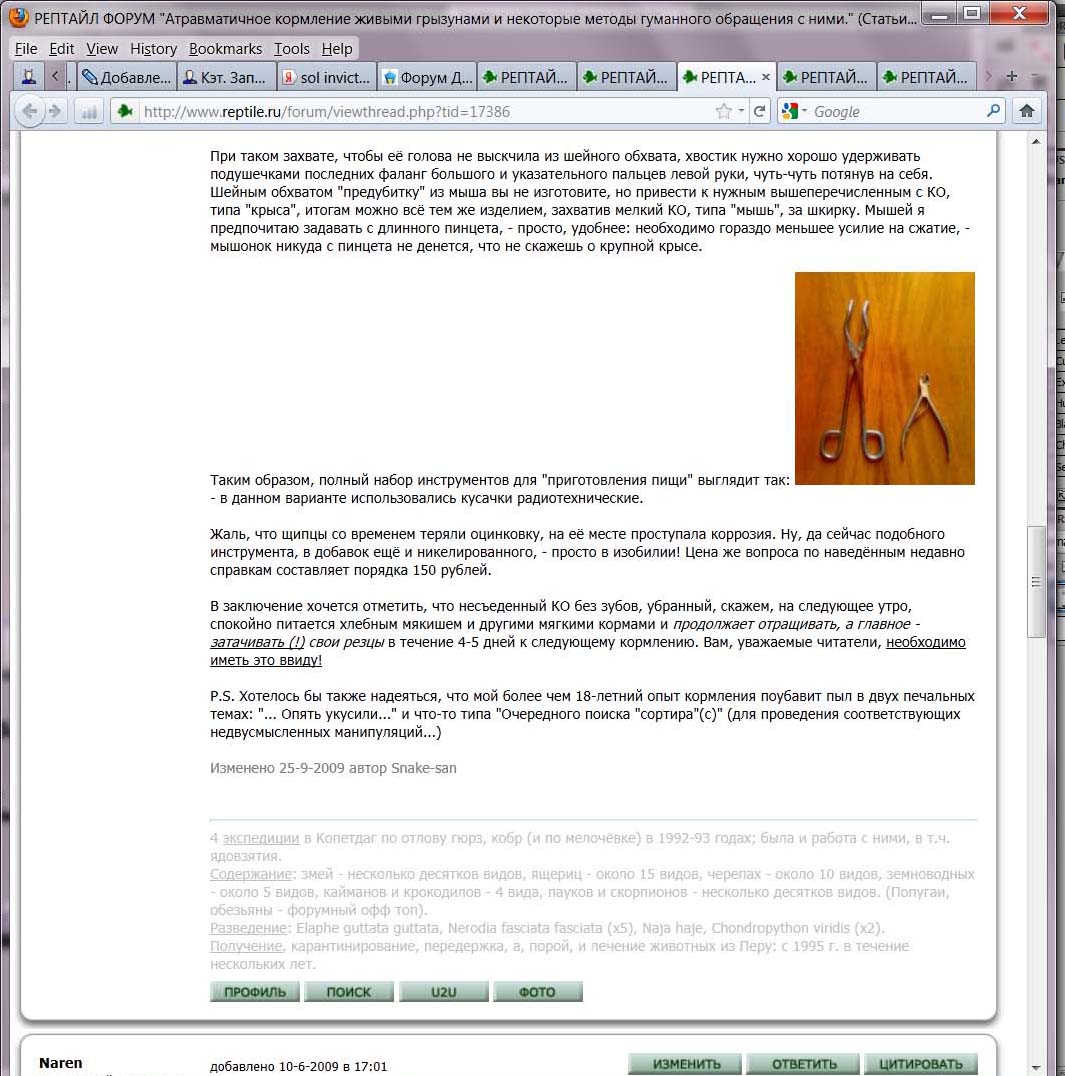 РЕПТАЙЛ ФОРУМ "Атравматичное кормление живыми грызунами и некоторые методы гуманного обращения с ними." (Статьи...
File Edit View History Bookmarks Tools Help
Добавле... Кэт. Зап... sol invict... Форум Д... РЕПТАЙ... РЕПТАЙ... РЕПТА... РЕПТАЙ... РЕПТАЙ...
http://www.reptile.ru/forum/viewthread.php?tid=17386 Google
При таком захвате, чтобы её голова не выскчила из шейного обхвата, хвостик нужно хорошо удерживать
подушечками последних фаланг большого и указательного пальцев левой руки, чуть-чуть потянув на себя.
Шейным обхватом "предубитку" из мыша вы не изготовите, но привести к нужным вышеперечисленным с КО,
типа "крыса", итогам можно всё тем же изделием, захватив мелкий КО, типа "мышь", за шкирку. Мышей я
предпочитаю задавать с длинного пинцета, - просто, удобнее: необходимо гораздо меньшее усилие на сжатие, -
мышонок никуда с пинцета не денется, что не скажешь о крупной крысе.
Таким образом, полный набор инструментов для "приготовления пищи" выглядит так:
- в данном варианте использовались кусачки радиотехнические.
Жаль, что щипцы со временем теряли оцинковку, на её месте проступала коррозия. Ну, да сейчас подобного
инструмента, в добавок ещё и никелированного, - просто в изобилии! Цена же вопроса по наведённым недавно
справкам составляет порядка 150 рублей.
В заключение хочется отметить, что несъеденный КО без зубов, убранный, скажем, на следующее утро,
спокойно питается хлебным мякишем и другими мягкими кормами и продолжает отращивать, а главное -
затачивать (!) свои резцы в течение 4-5 дней к следующему кормлению. Вам, уважаемые читатели, необходимо
иметь это ввиду!
P.S. Хотелось бы также надеяться, что мой более чем 18-летний опыт кормления поубавит пыл в двух печальных
темах: "... Опять укусили..." и что-то типа "Очередного поиска "сортира"(с)" (для проведения соответствующих
недвусмысленных манипуляций...)
Изменено 25-9-2009 автор Snake-san
4 экспедиции в Копетдаг по отлову гюрз, кобр (и по мелочёвке) в 1992-93 годах; была и работа с ними, в т.ч.
ядовзятия.
Содержание: змей - несколько десятков видов, ящериц - около 15 видов, черепах - около 10 видов, земноводных
- около 5 видов, кайманов и крокодилов - 4 вида, пауков и скорпионов - несколько десятков видов. (Попугаи,
обезьяны - форумный офф топ).
Разведение: Elaphe guttata guttata, Nerodia fasciata fasciata (x5), Naja haje, Chondropython viridis (x2).
Получение, карантинирование, передержка, а, порой, и лечение животных из Перу: с 1995 г. в течение
нескольких лет.
ПРОФИЛЬ ПОИСК U2U ФОТО
Naren добавлено 10-6-2009 в 17:01 ИЗМЕНИТЬ ОТВЕТИТЬ ЦИТИРОВАТЬ